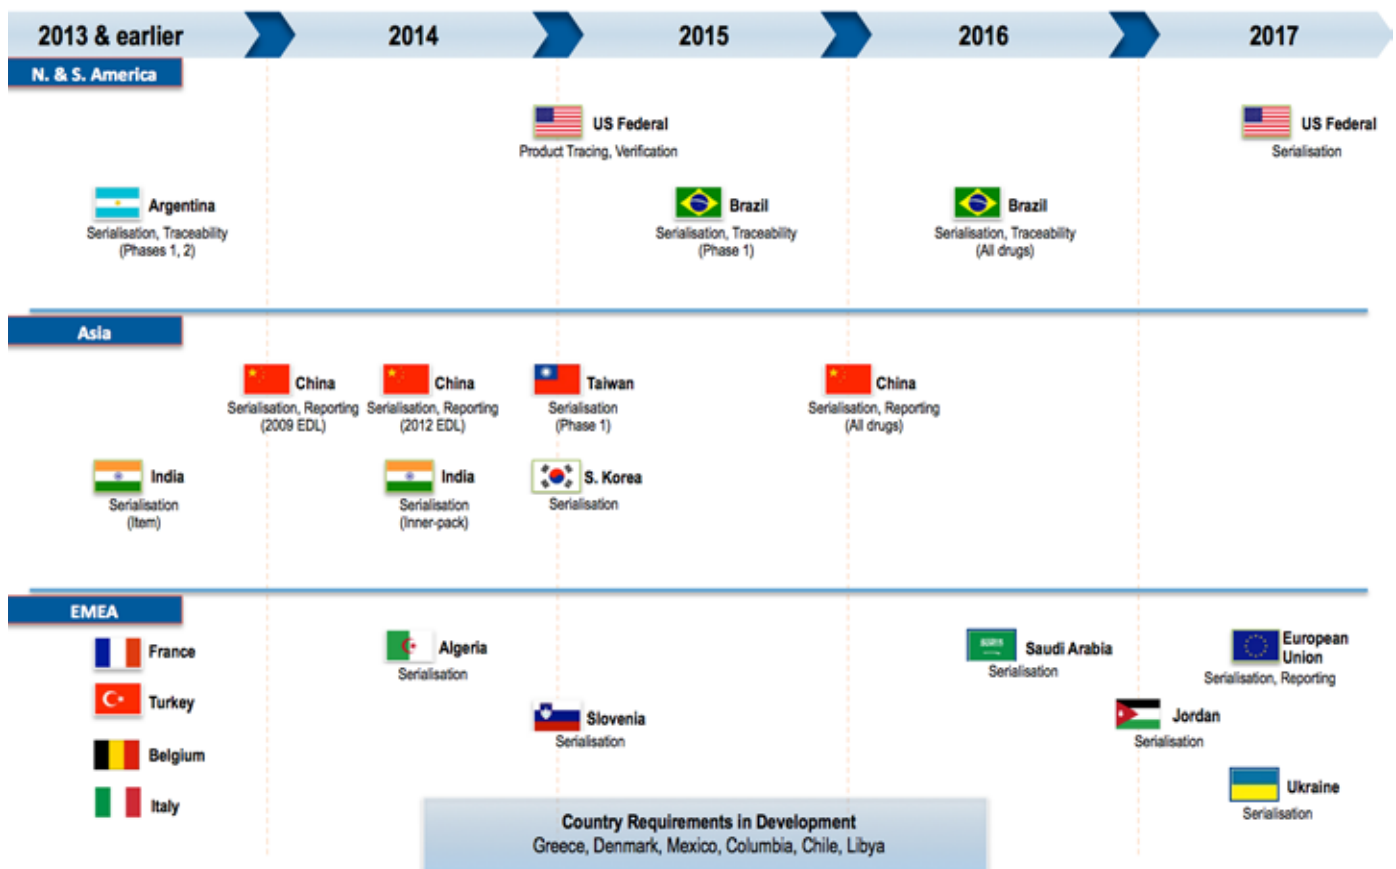 2013 & earlier
2014
2015
2016
2017
N. & S. America
US Federal
Product Tracing, Verification
US Federal
Serialisation
Argentina
Serialisation, Traceability
(Phases 1, 2)
Brazil
Serialisation, Traceability
(Phase 1)
Brazil
Serialisation, Traceability
(All drugs)
Asia
China
Serialisation, Reporting
(2009 EDL)
China
Serialisation, Reporting
(2012 EDL)
Taiwan
Serialisation
(Phase 1)
China
Serialisation, Reporting
(All drugs)
India
Serialisation
(Item)
India
Serialisation
(Inner-pack)
S. Korea
Serialisation
EMEA
France
Turkey
Belgium
Italy
Algeria
Serialisation
Slovenia
Serialisation
Saudi Arabia
Serialisation
European
Union
Serialisation, Reporting
Jordan
Serialisation
Ukraine
Serialisation
Country Requirements in Development
Greece, Denmark, Mexico, Columbia, Chile, Libya